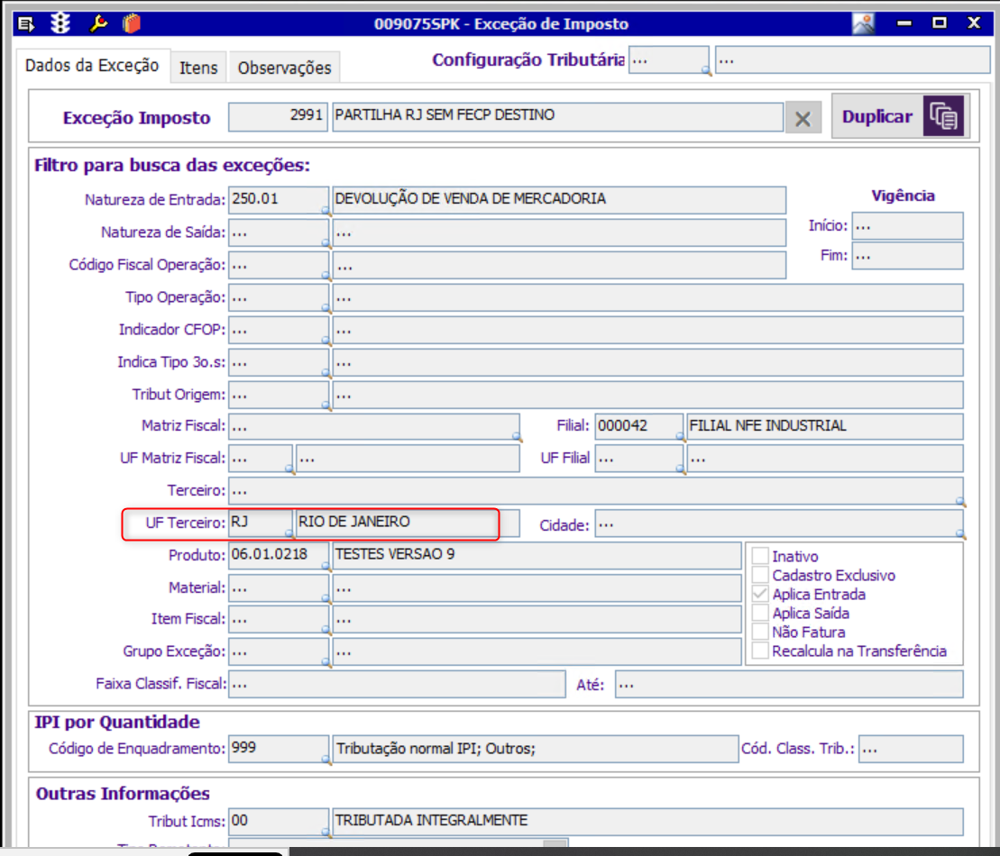 009075SPK - Exceção de Imposto
Dados da Exceção Itens Observações Configuração Tributária ... ...
Exceção Imposto 2991 PARTILHA RJ SEM FECP DESTINO Duplicar
Filtro para busca das exceções:
Natureza de Entrada: 250.01 DEVOLUÇÃO DE VENDA DE MERCADORIA Vigência
Natureza de Saída: ... ... Início: ...
Código Fiscal Operação: ... ... Fim: ...
Tipo Operação: ... ...
Indicador CFOP: ... ...
Indica Tipo 3o.s: ... ...
Tribut Origem: ... ...
Matriz Fiscal: ... Filial: 000042 FILIAL NFE INDUSTRIAL
UF Matriz Fiscal: ... ... UF Filial ... ...
Terceiro: ...
UF Terceiro: RJ RIO DE JANEIRO Cidade: ...
Produto: 06.01.0218 TESTES VERSAO 9 Inativo
Cadastro Exclusivo
Material: ... ... Aplica Entrada
Item Fiscal: ... ... Aplica Saída
Não Fatura
Grupo Exceção: ... ... Recalcula na Transferência
Faixa Classif. Fiscal: ... Até: ...
IPI por Quantidade
Código de Enquadramento: 999 Tributação normal IPI; Outros; Cód. Class. Trib.: ...
Outras Informações
Tribut Icms: 00 TRIBUTADA INTEGRALMENTE